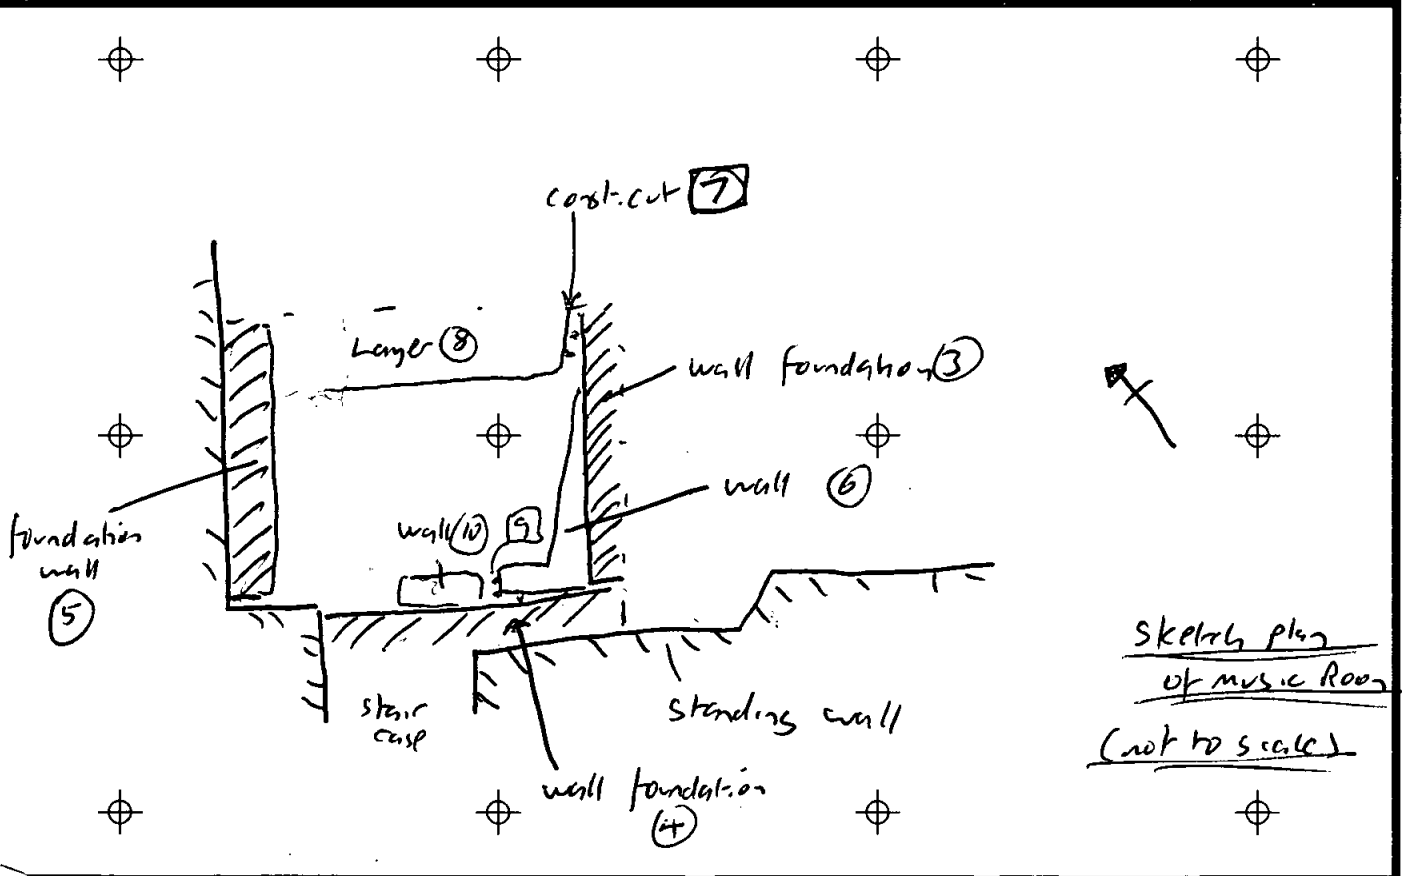 const. cut 7
Layer 8
wall foundation 3
wall 6
wall 10
9
foundation
wall
5
stair
case
standing wall
wall foundation
4
Sketch plan
of Music Room
(not to scale)